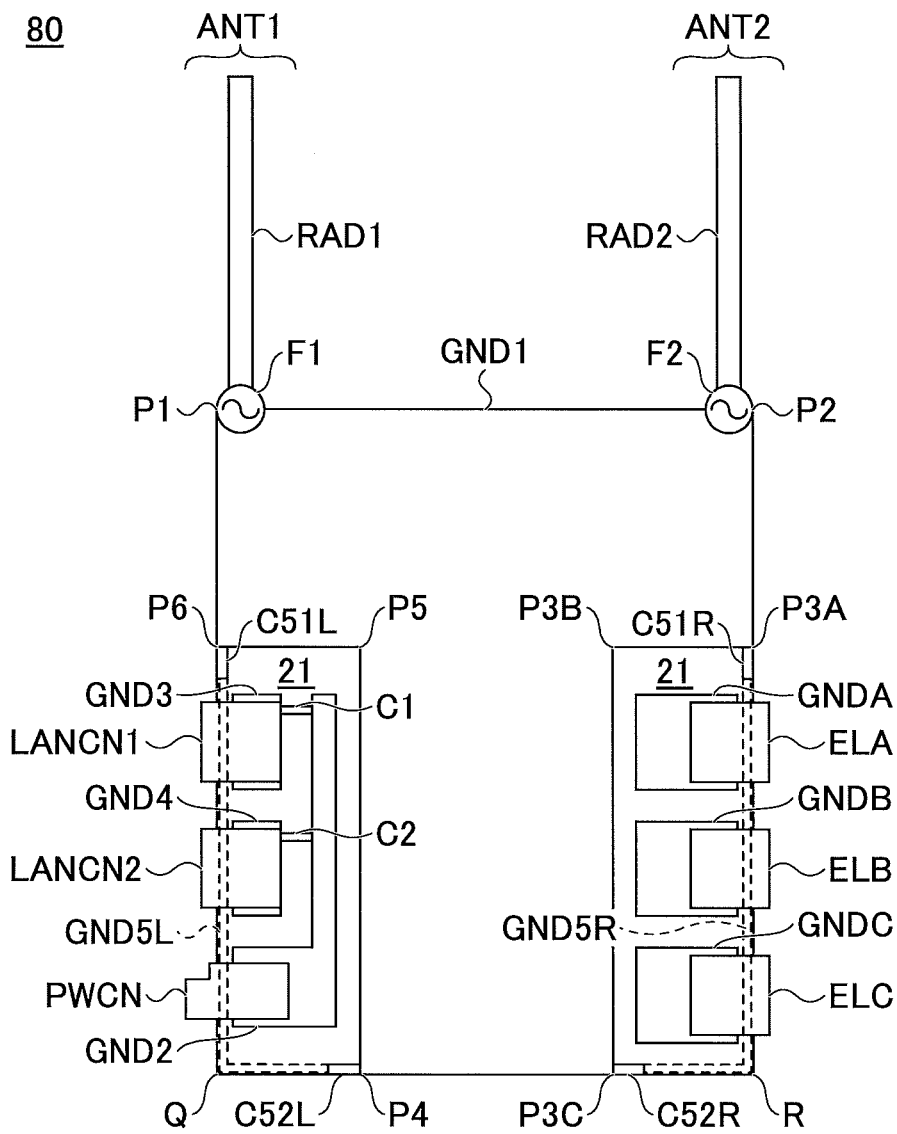 80
ANT1 ANT2
RAD1 RAD2
F1 GND1 F2
P1 P2
P6 C51L P5 P3B C51R P3A
21 21
GND3 C1 GNDA
LANCN1 ELA
GND4 GNDB
C2
LANCN2 ELB
GND5L GND5R GNDC
PWCN ELC
GND2
Q C52L P4 P3C C52R R